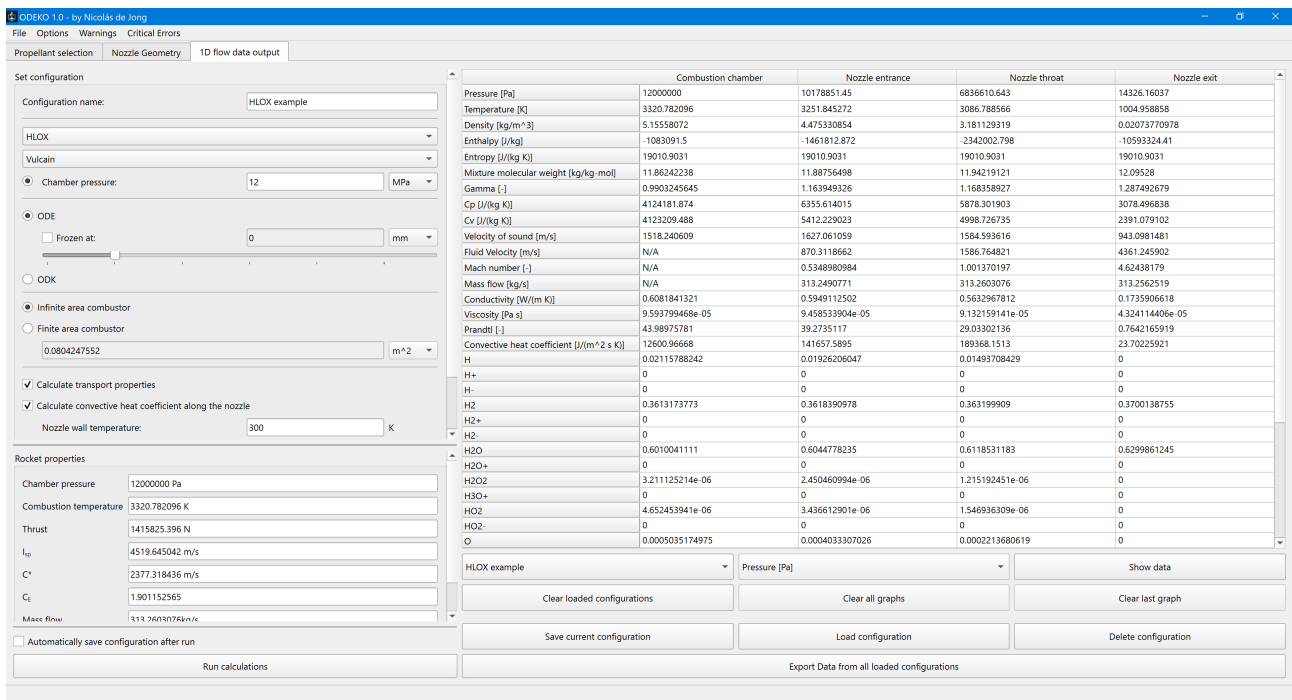 ODEKO 1.0 - by Nicolás de Jong
File Options Warnings Critical Errors
Propellant selection Nozzle Geometry 1D flow data output
Set configuration
Configuration name: HLOX example
HLOX
Vulcain
Chamber pressure: 12 MPa
ODE
Frozen at: 0 mm
ODK
Infinite area combustor
Finite area combustor
0.0804247552 m^2
Calculate transport properties
Calculate convective heat coefficient along the nozzle
Nozzle wall temperature: 300 K
Rocket properties
Chamber pressure 12000000 Pa
Combustion temperature 3320.782096 K
Thrust 1415825.396 N
Isp 4519.645042 m/s
C* 2377.318436 m/s
CE 1.901152565
Mass flow 313.2603076kg/s
Automatically save configuration after run
Run calculations
Combustion chamber Nozzle entrance Nozzle throat Nozzle exit
Pressure [Pa] 12000000 10178851.45 6836610.643 14326.16037
Temperature [K] 3320.782096 3251.845272 3086.788566 1004.958858
Density [kg/m^3] 5.15558072 4.475330854 3.181129319 0.02073770978
Enthalpy [J/kg] -1083091.5 -1461812.872 -2342002.798 -10593324.41
Entropy [J/(kg K)] 19010.9031 19010.9031 19010.9031 19010.9031
Mixture molecular weight [kg/kg-mol] 11.86242238 11.88756498 11.94219121 12.09528
Gamma [-] 0.9903245645 1.163949326 1.168358927 1.287492679
Cp [J/(kg K)] 4124181.874 6355.614015 5878.301903 3078.496838
Cv [J/(kg K)] 4123209.488 5412.229023 4998.726735 2391.079102
Velocity of sound [m/s] 1518.240609 1627.061059 1584.593616 943.0981481
Fluid Velocity [m/s] N/A 870.3118662 1586.764821 4361.245902
Mach number [-] N/A 0.5348980984 1.001370197 4.62438179
Mass flow [kg/s] N/A 313.2490771 313.2603076 313.2562519
Conductivity [W/(m K)] 0.6081841321 0.5949112502 0.5632967812 0.1735906618
Viscosity [Pa s] 9.593799468e-05 9.458533904e-05 9.132159141e-05 4.324114406e-05
Prandtl [-] 43.98975781 39.2735117 29.03302136 0.7642165919
Convective heat coefficient [J/(m^2 s K)] 12600.96668 141657.5895 189368.1513 23.70225921
H 0.02115788242 0.01926206047 0.01493708429 0
H+ 0 0 0 0
H- 0 0 0 0
H2 0.3613173773 0.3618390978 0.363199909 0.3700138755
H2+ 0 0 0 0
H2- 0 0 0 0
H2O 0.6010041111 0.6044778235 0.6118531183 0.6299861245
H2O+ 0 0 0 0
H2O2 3.211125214e-06 2.450460994e-06 1.215192451e-06 0
H3O+ 0 0 0 0
HO2 4.652453941e-06 3.436612901e-06 1.546936309e-06 0
HO2- 0 0 0 0
O 0.0005035174975 0.0004033307026 0.0002213680619 0
HLOX example Pressure [Pa] Show data
Clear loaded configurations Clear all graphs Clear last graph
Save current configuration Load configuration Delete configuration
Export Data from all loaded configurations